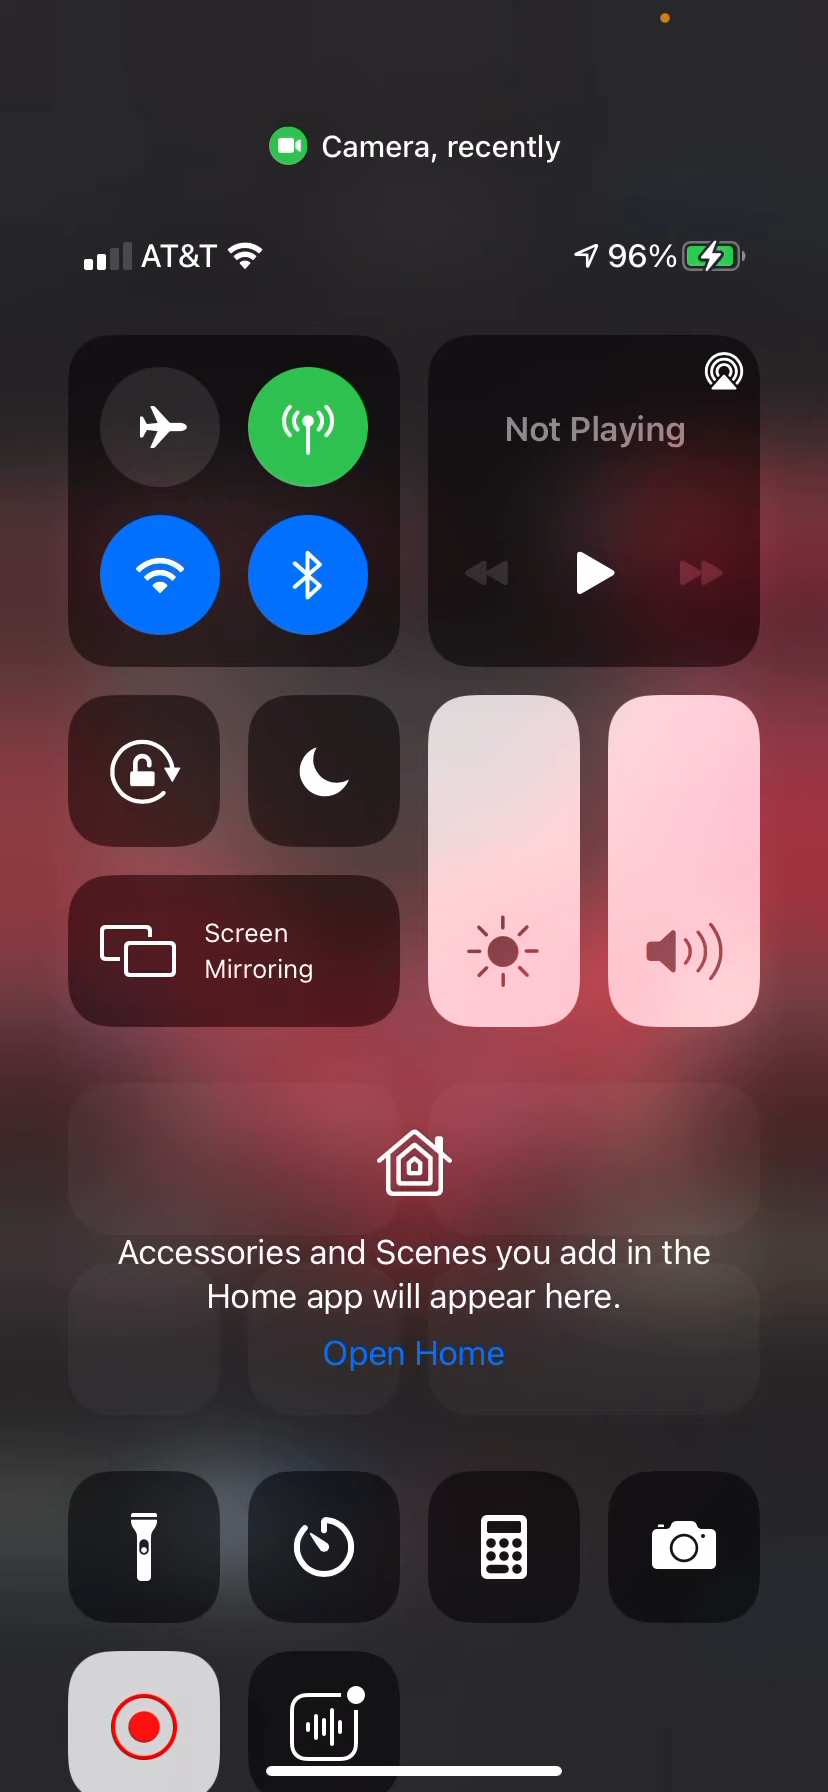 Camera, recently
AT&T
96%
Not Playing
Screen
Mirroring
Accessories and Scenes you add in the
Home app will appear here.
Open Home